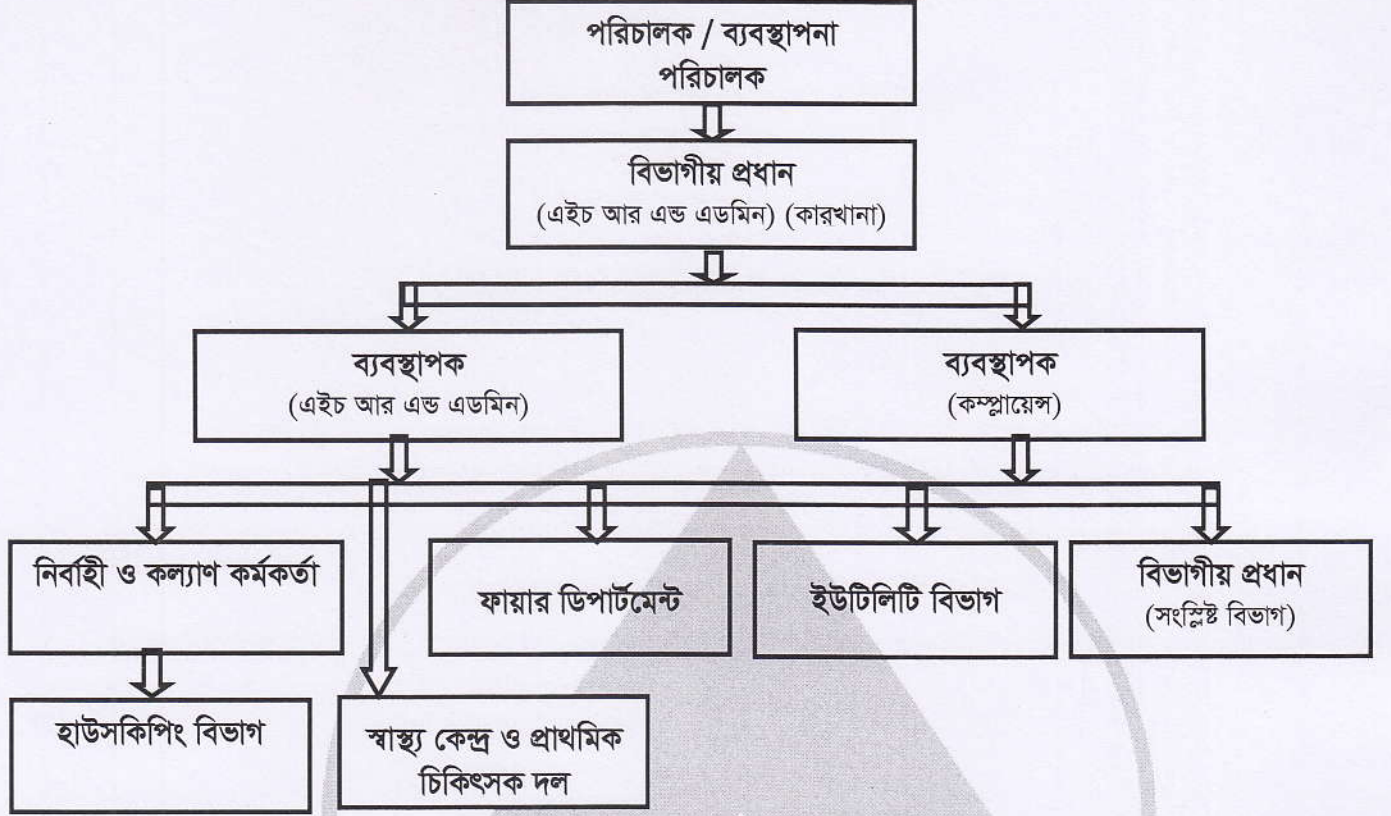 পরিচালক / ব্যবস্থাপনা
পরিচালক
বিভাগীয় প্রধান
(এইচ আর এন্ড এডমিন) (কারখানা)
ব্যবস্থাপক
(এইচ আর এন্ড এডমিন)
ব্যবস্থাপক
(কমপ্লায়েন্স)
নির্বাহী ও কল্যাণ কর্মকর্তা
ফায়ার ডিপার্টমেন্ট
ইউটিলিটি বিভাগ
বিভাগীয় প্রধান
(সংস্লিষ্ট বিভাগ)
হাউসকিপিং বিভাগ
স্বাস্থ্য কেন্দ্র ও প্রাথমিক
চিকিৎসক দল